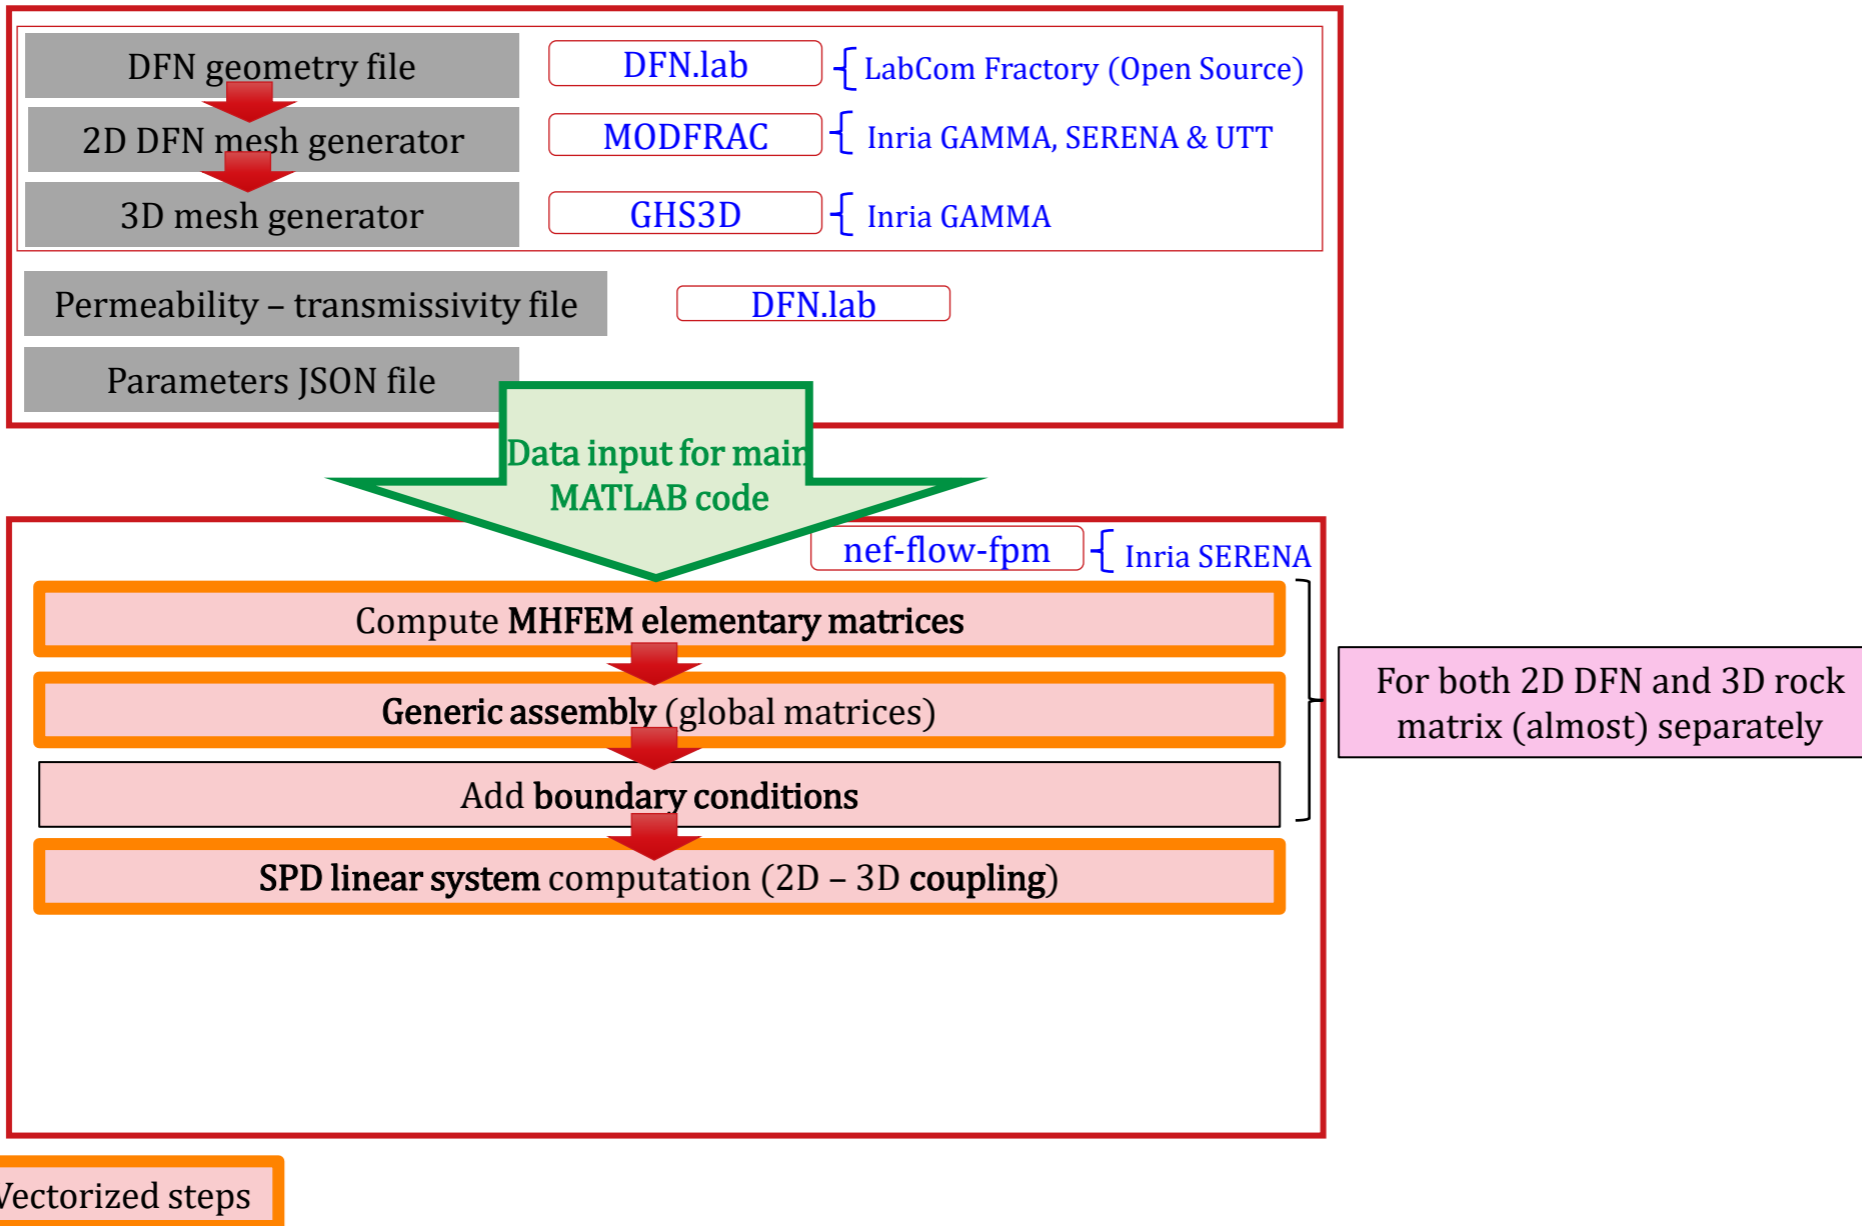 DFN geometry file
DFN.lab
LabCom Fractory (Open Source)
2D DFN mesh generator
MODFRAC
Inria GAMMA, SERENA & UTT
3D mesh generator
GHS3D
Inria GAMMA
Permeability – transmissivity file
DFN.lab
Parameters JSON file
Data input for main
MATLAB code
nef-flow-fpm
Inria SERENA
Compute MHFEM elementary matrices
Generic assembly (global matrices)
Add boundary conditions
SPD linear system computation (2D – 3D coupling)
For both 2D DFN and 3D rock
matrix (almost) separately
Vectorized steps